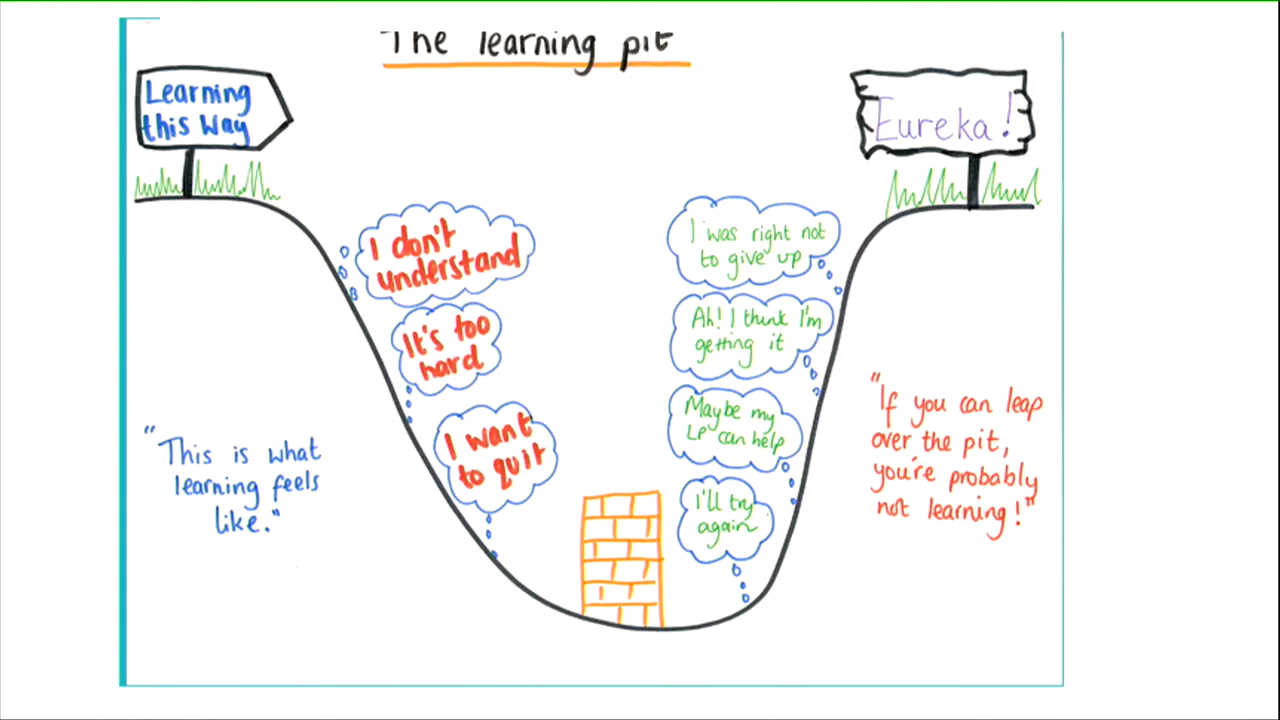 The learning pit
Learning
this Way
Eureka!
I don't
understand
It's too
hard
I want
to quit
I was right not
to give up
Ah! I think I'm
getting it
Maybe my
LP can help
I'll try
again
"This is what
learning feels
like."
"If you can leap
over the pit,
you're probably
not learning!"